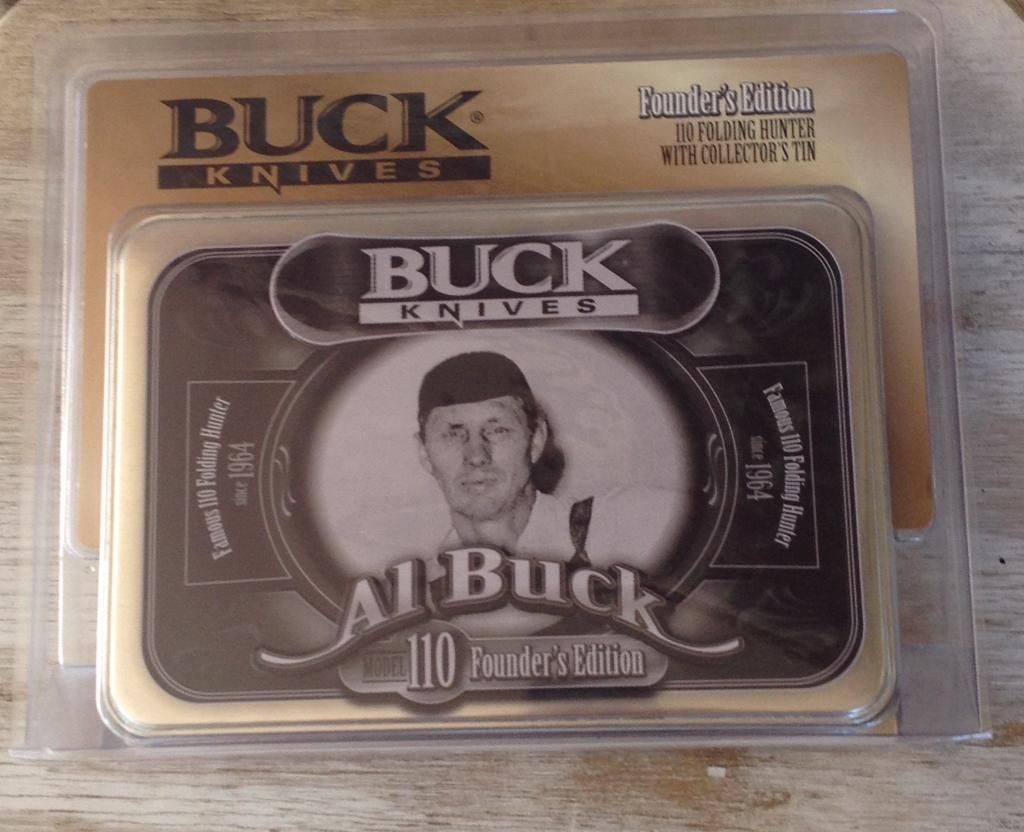 BUCK®
KNIVES
Founder's Edition
110 FOLDING HUNTER
WITH COLLECTOR'S TIN
BUCK
KNIVES
Famous 110 Folding Hunter
since 1964
Famous 110 Folding Hunter
since 1964
Al Buck
MODEL 110 Founder's Edition